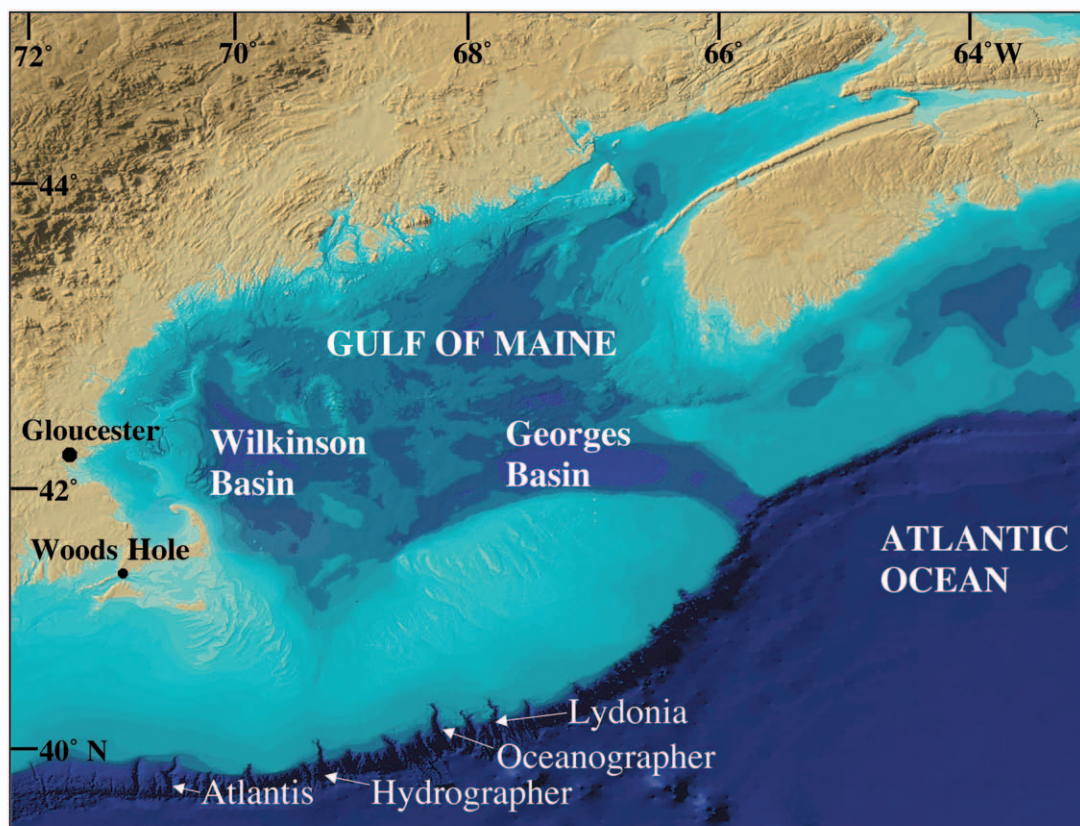 72˚
70˚
68˚
66˚
64˚W
44˚
GULF OF MAINE
Gloucester
Wilkinson
Basin
Georges
Basin
42˚
Woods Hole
ATLANTIC
OCEAN
Lydonia
40˚ N
Oceanographer
Atlantis
Hydrographer